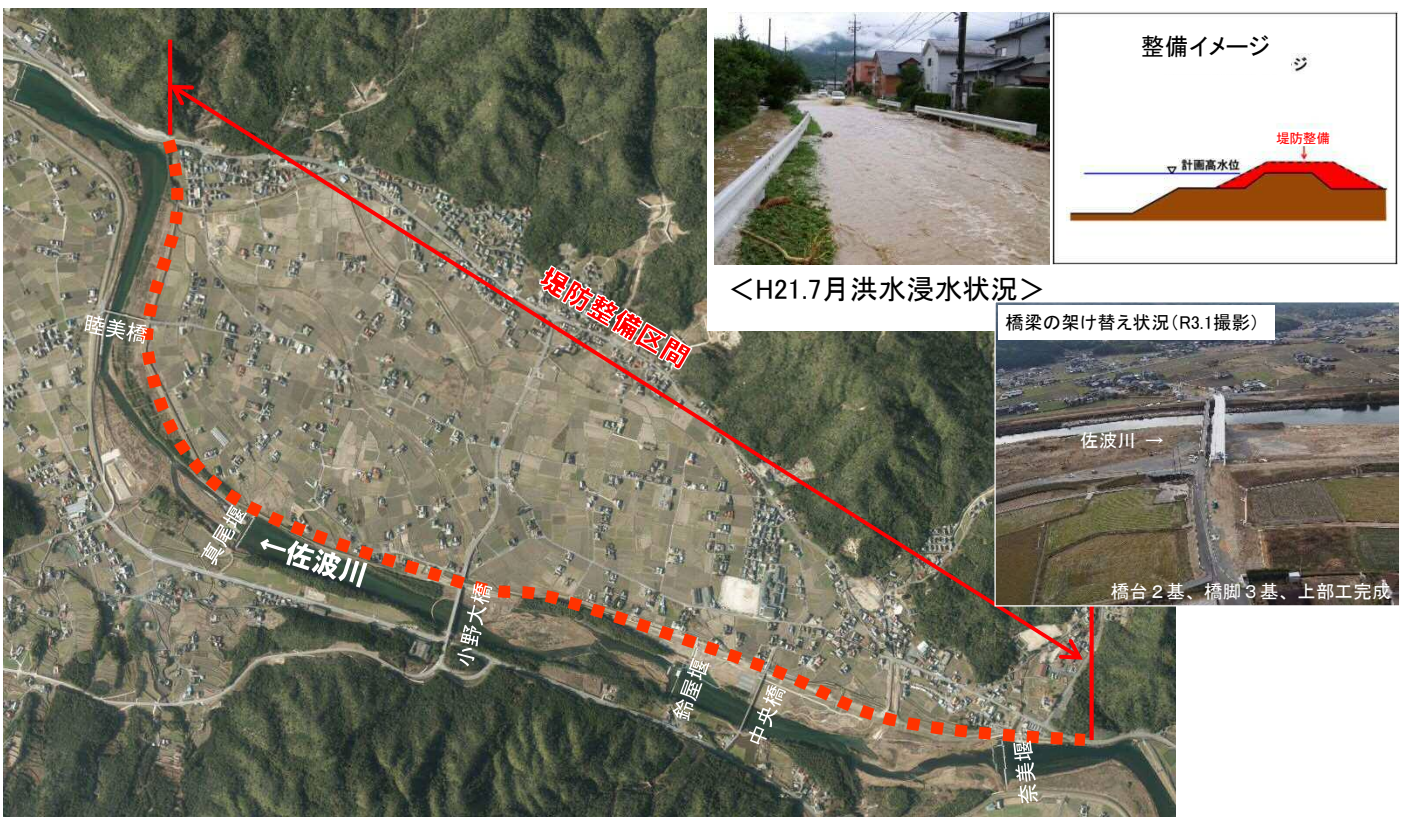 整備イメージ
ジ
堤防整備
計画高水位
＜H21.7月洪水浸水状況＞
堤防整備区間
橋梁の架け替え状況（R3.1撮影）
佐波川 →
橋台２基、橋脚３基、上部工完成
睦美橋
真尾堰
←佐波川
小野大橋
鈴屋堰
中央橋
奈美堰